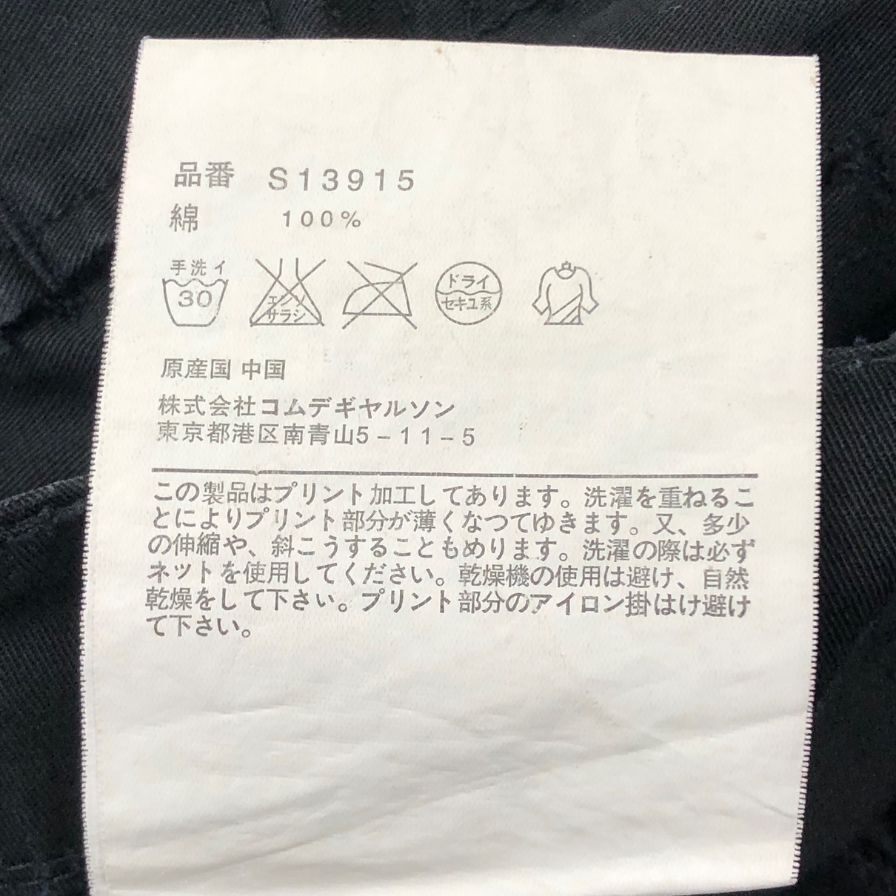 品番 S13915
綿 100%
手洗イ
30
エンソ
サラシ
ドライ
セキユ系
原産国 中国
株式会社コムデギヤルソン
東京都港区南青山5-11-5
この製品はプリント加工してあります。洗濯を重ねるこ
とによりプリント部分が薄くなつてゆきます。又、多少
の伸縮や、斜こうすることもめります。洗濯の際は必ず
ネットを使用してください。乾燥機の使用は避け、自然
乾燥をして下さい。プリント部分のアイロン掛はけ避け
て下さい。